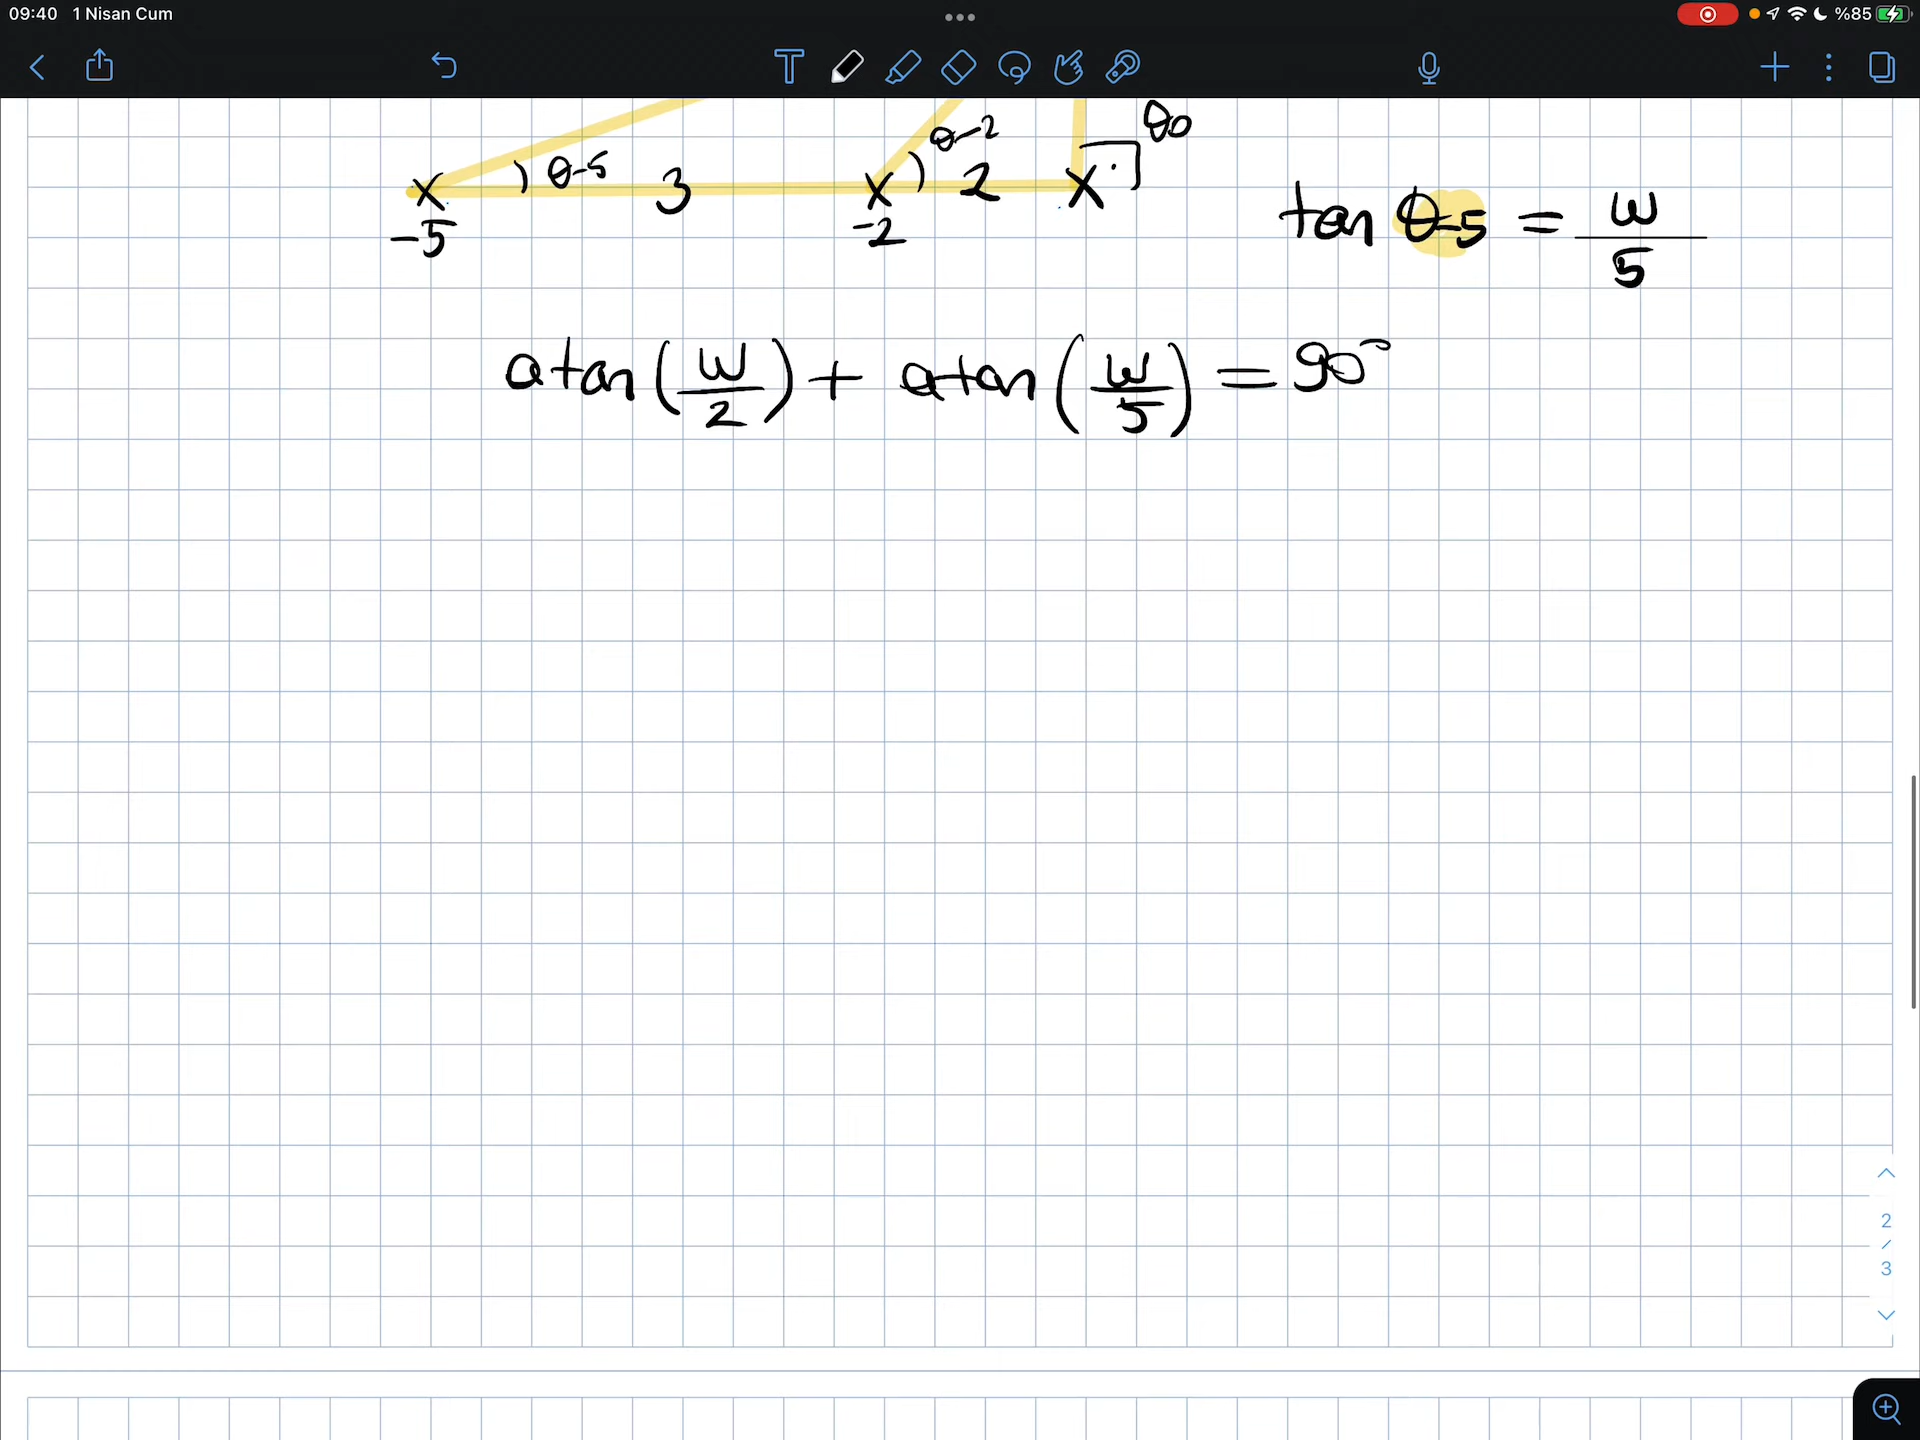 09:40 1 Nisan Cum
%85
T
θ-5 3 θ-2 2 θ0
-5 -2
tan θ-5 = w/5
atan(w/2) + atan(w/5) = 90°
2
/
3